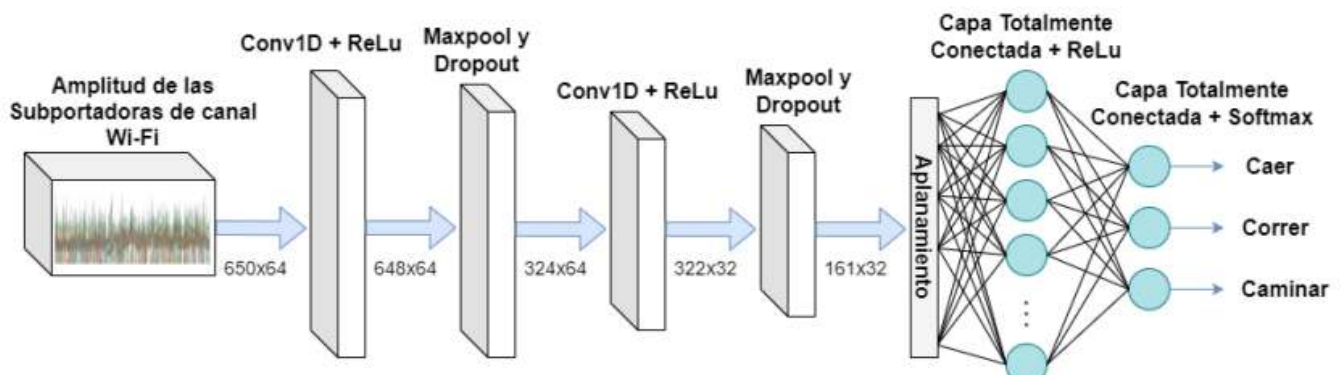 Amplitud de las
Subportadoras de canal
Wi-Fi
650x64
Conv1D + ReLu
648x64
Maxpool y
Dropout
324x64
Conv1D + ReLu
322x32
Maxpool y
Dropout
161x32
Aplanamiento
Capa Totalmente
Conectada + ReLu
Capa Totalmente
Conectada + Softmax
Caer
Correr
Caminar